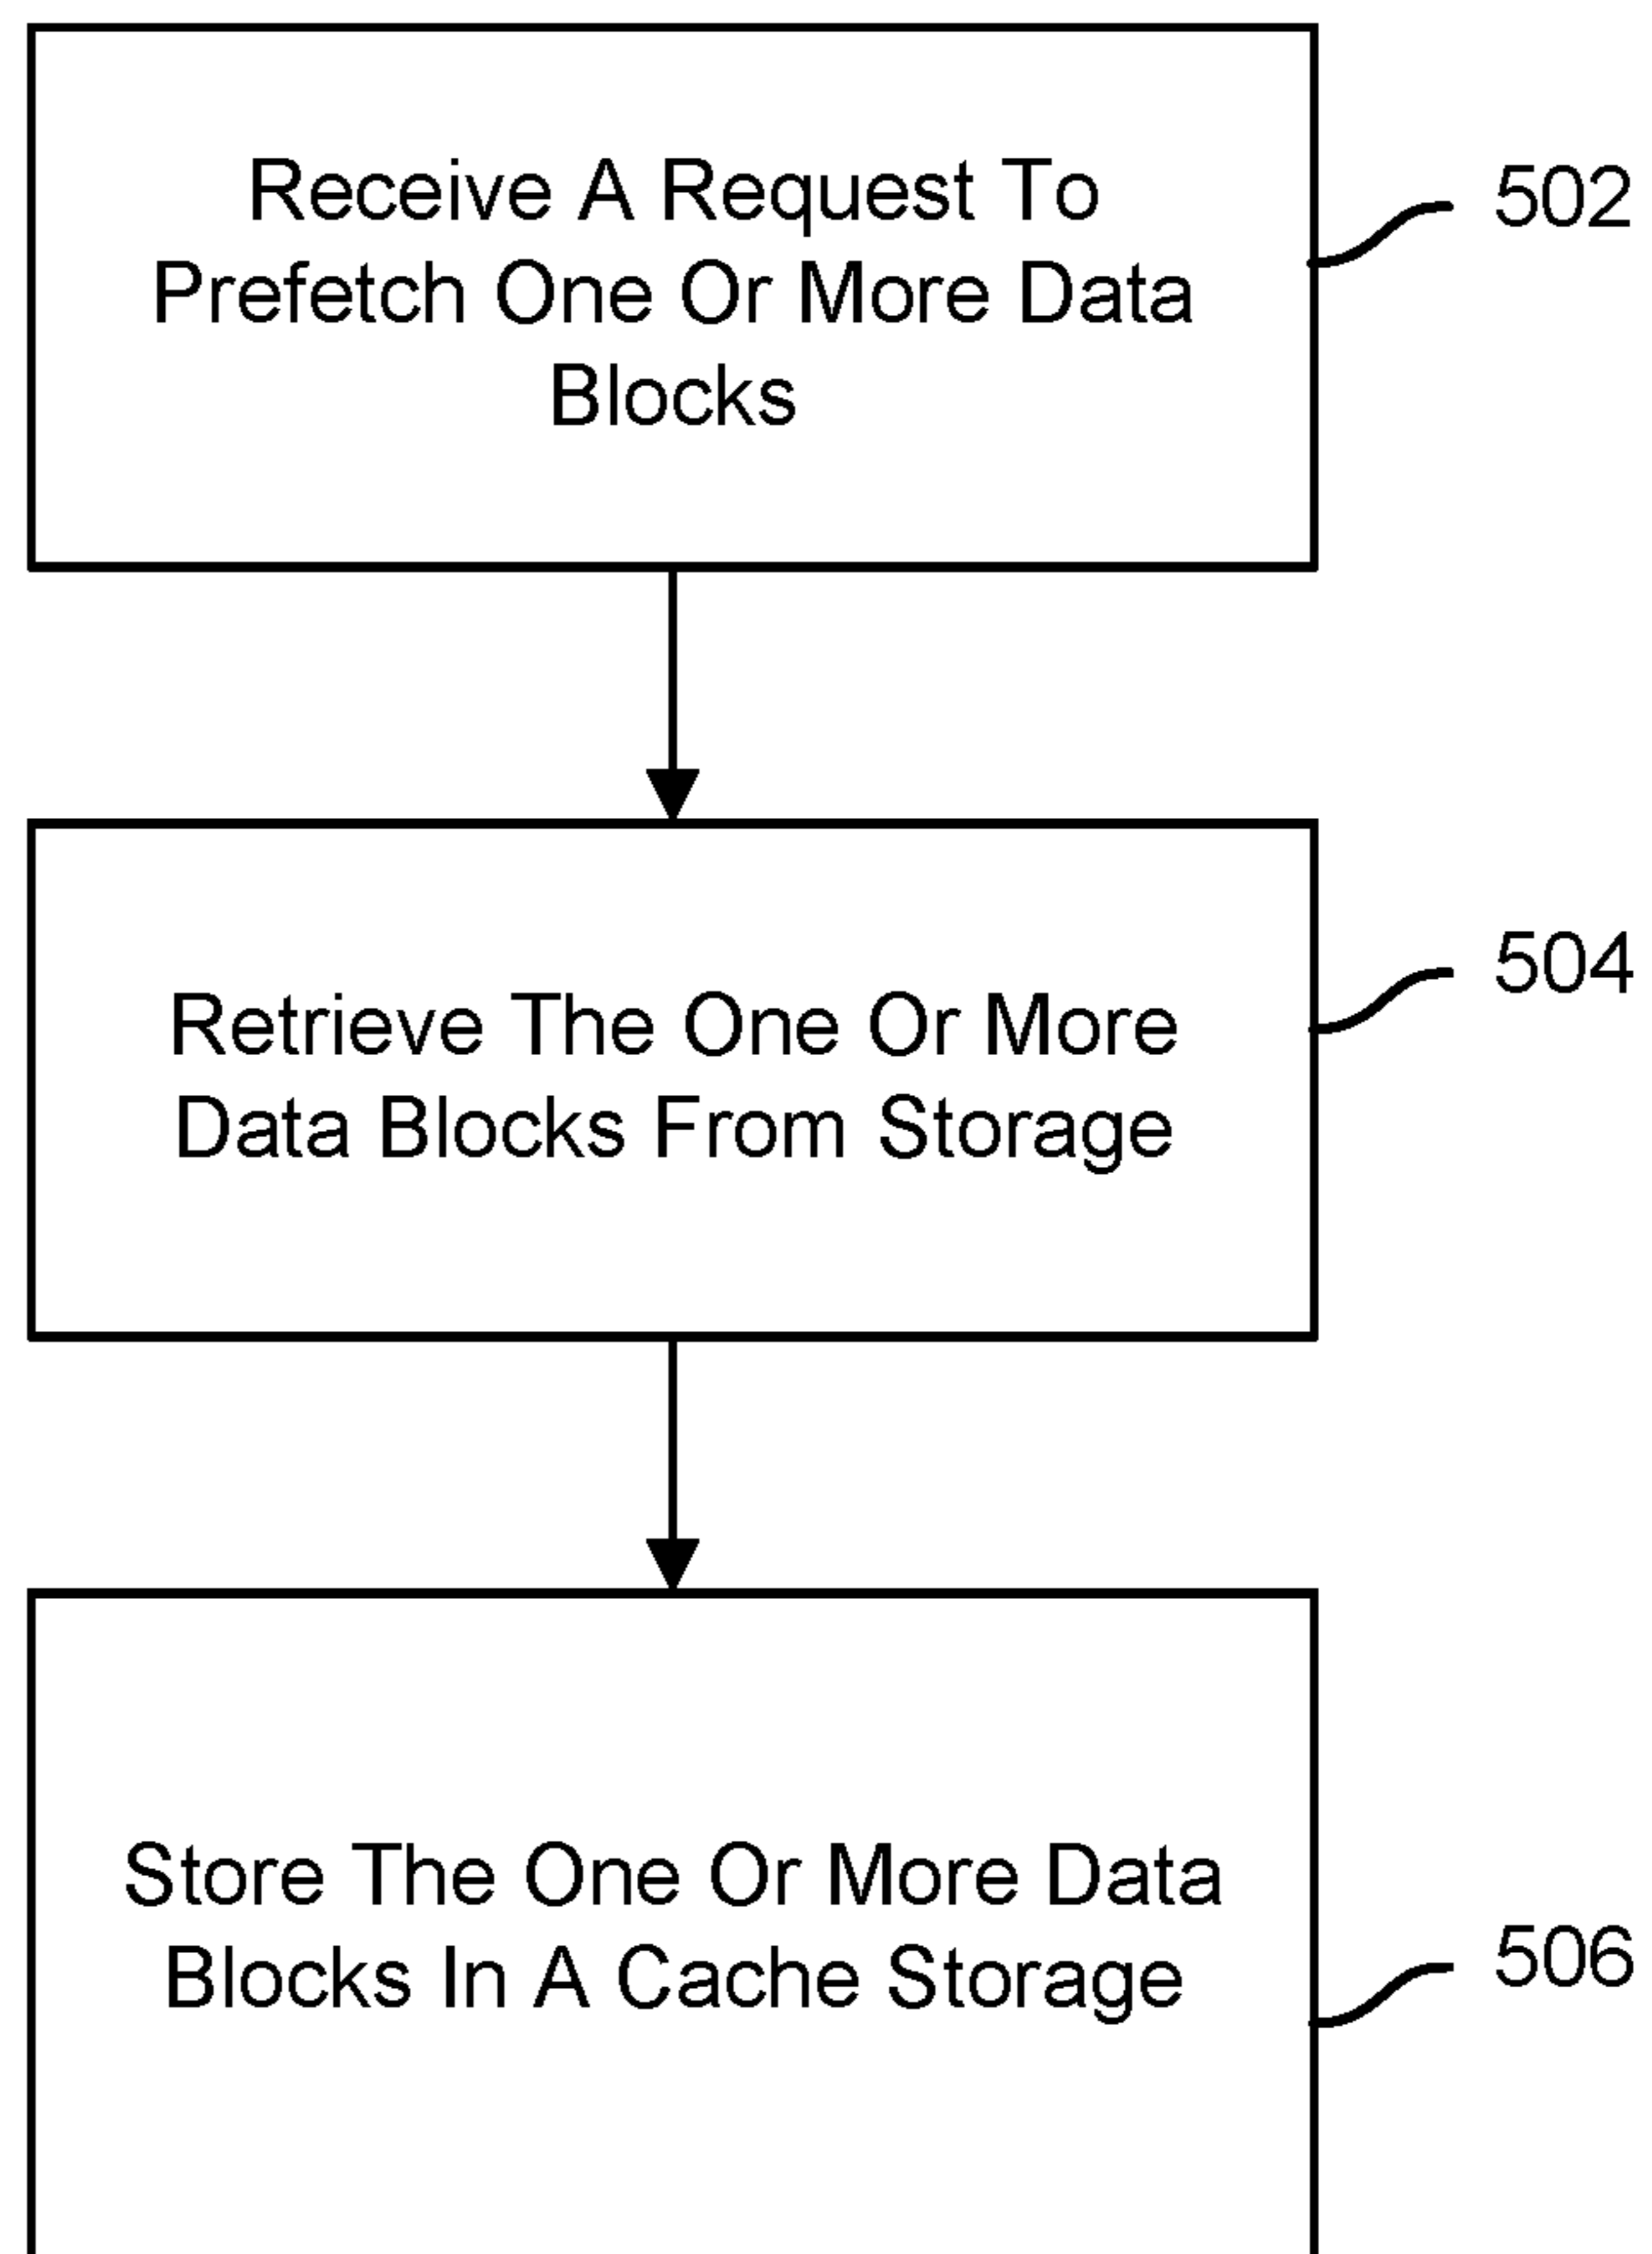 Receive A Request To
Prefetch One Or More Data
Blocks
502
Retrieve The One Or More
Data Blocks From Storage
504
Store The One Or More Data
Blocks In A Cache Storage
506